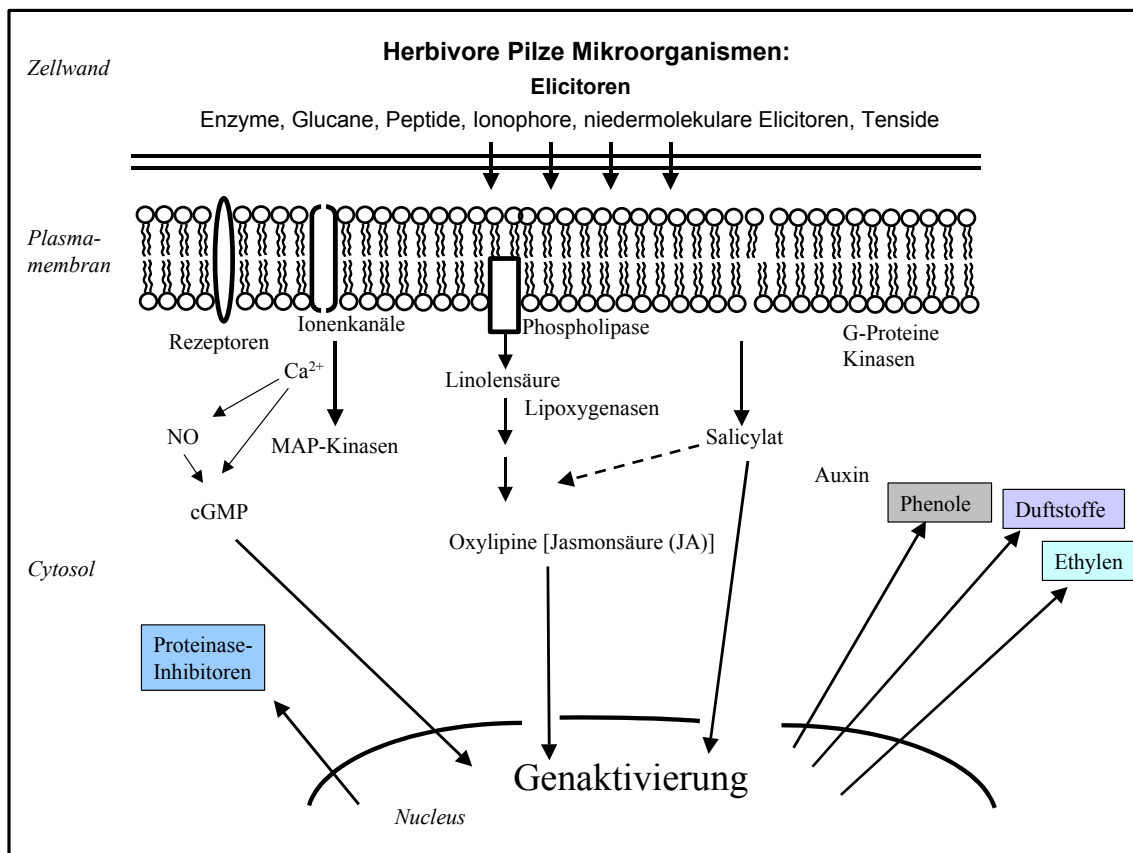 Zellwand
Herbivore Pilze Mikroorganismen:
Elicitoren
Enzyme, Glucane, Peptide, Ionophore, niedermolekulare Elicitoren, Tenside
Plasma-
membran
Ionenkanäle
Phospholipase
G-Proteine
Kinasen
Rezeptoren
Ca²⁺
Linolensäure
Lipoxygenasen
NO
MAP-Kinasen
Salicylat
Auxin
Phenole
Duftstoffe
cGMP
Oxylipine [Jasmonsäure (JA)]
Ethylen
Cytosol
Proteinase-
Inhibitoren
Genaktivierung
Nucleus